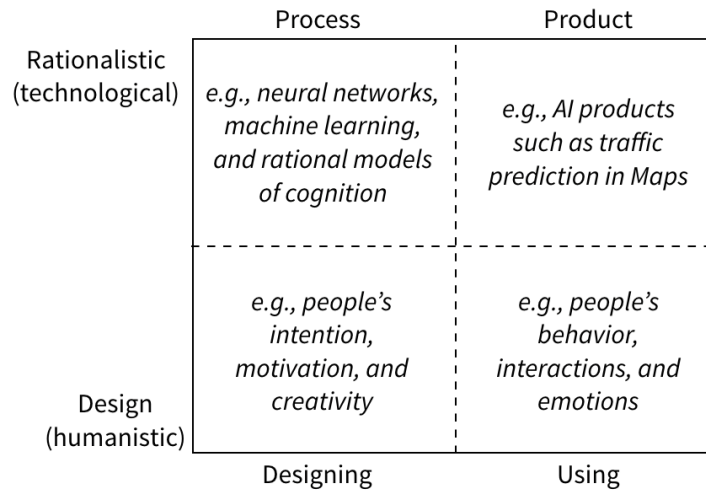 Process
Product
Rationalistic
(technological)
e.g., neural networks,
machine learning,
and rational models
of cognition
e.g., AI products
such as traffic
prediction in Maps
Design
(humanistic)
e.g., people’s
intention,
motivation, and
creativity
e.g., people’s
behavior,
interactions, and
emotions
Designing
Using